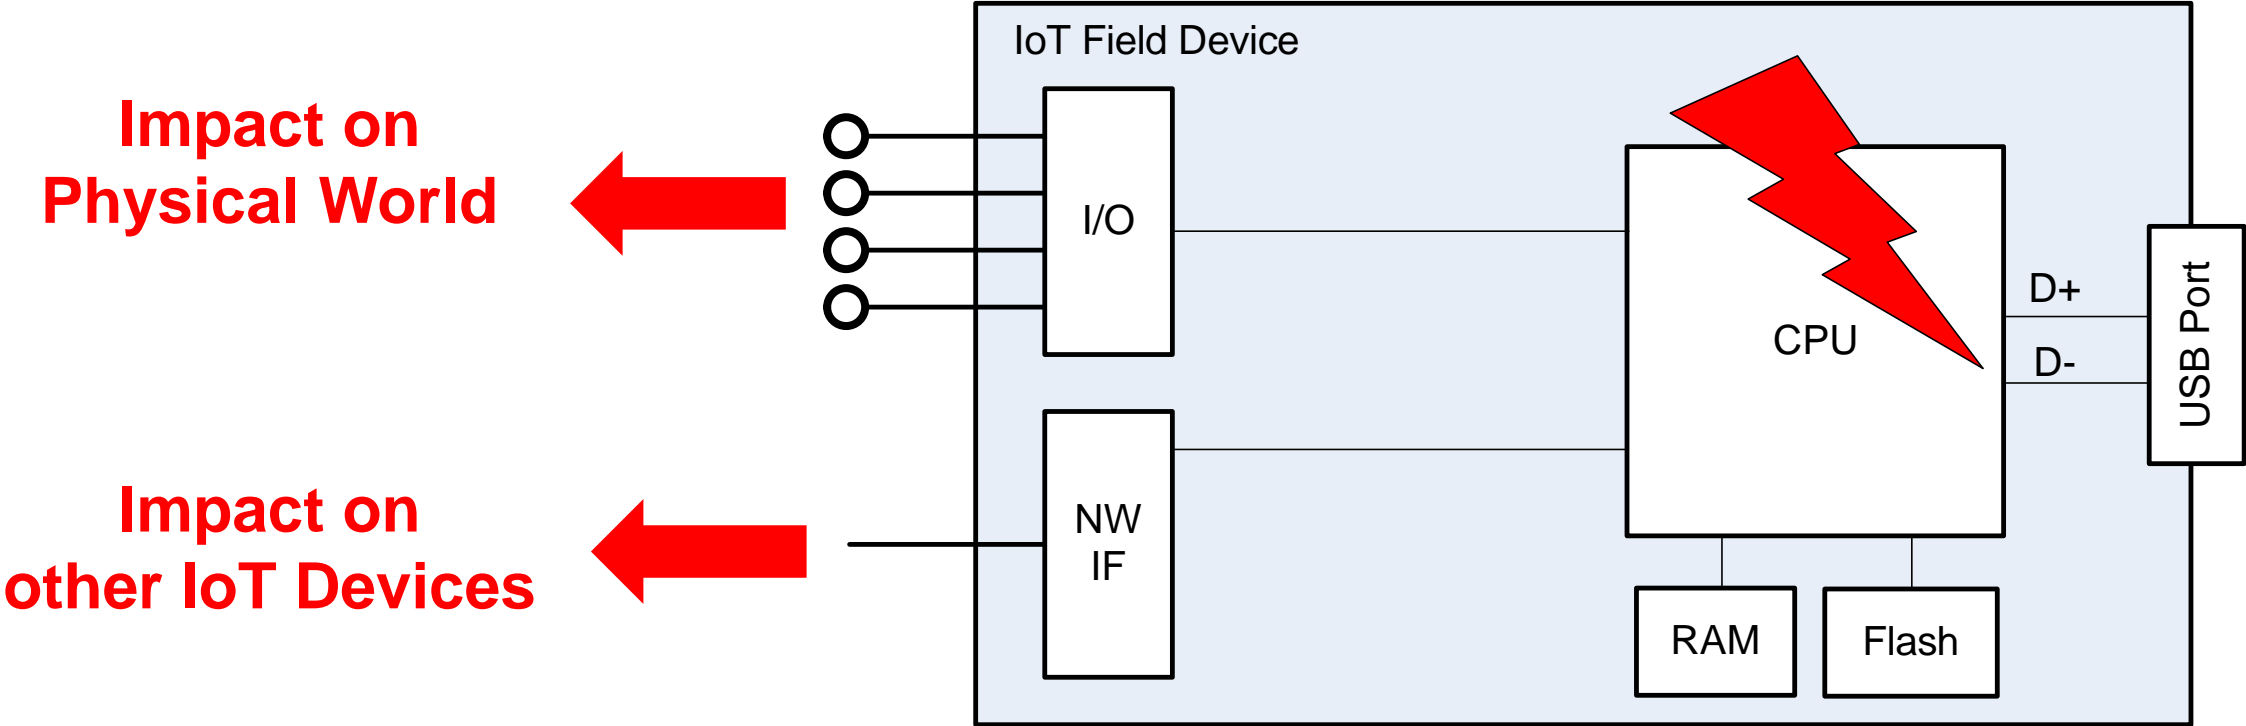 IoT Field Device
Impact on
Physical World
I/O
D+
CPU
D-
USB Port
Impact on
other IoT Devices
NW
IF
RAM
Flash